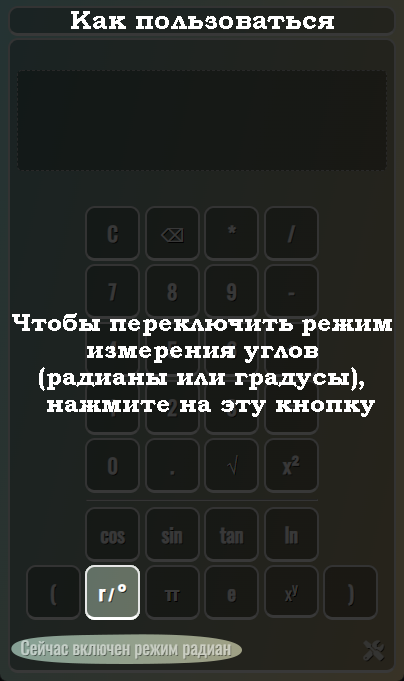 Как пользоваться
C ⌫ * /
7 8 9 -
Чтобы переключить режим
измерения углов
(радианы или градусы),
нажмите на эту кнопку
0 . √ x²
cos sin tan ln
( r/° π e xʸ )
Сейчас включен режим радиан